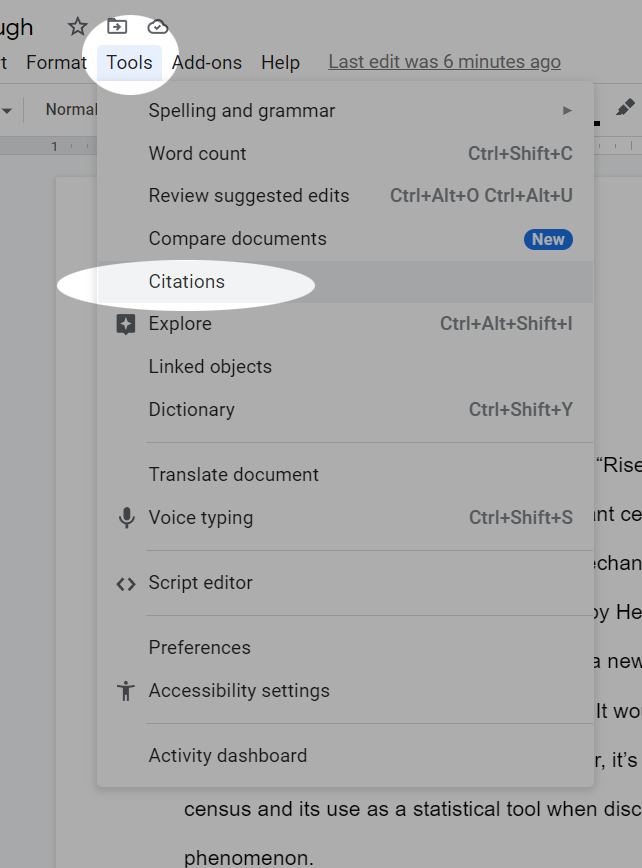 ugh
Format Tools Add-ons Help Last edit was 6 minutes ago
Normal
1
Spelling and grammar
Word count Ctrl+Shift+C
Review suggested edits Ctrl+Alt+O Ctrl+Alt+U
Compare documents New
Citations
Explore Ctrl+Alt+Shift+I
Linked objects
Dictionary Ctrl+Shift+Y
“Rise
Translate document
Voice typing Ctrl+Shift+S
nt ce
echan
Script editor
by He
Preferences
a new
Accessibility settings
It wou
Activity dashboard
r, it’s
census and its use as a statistical tool when disc
phenomenon.